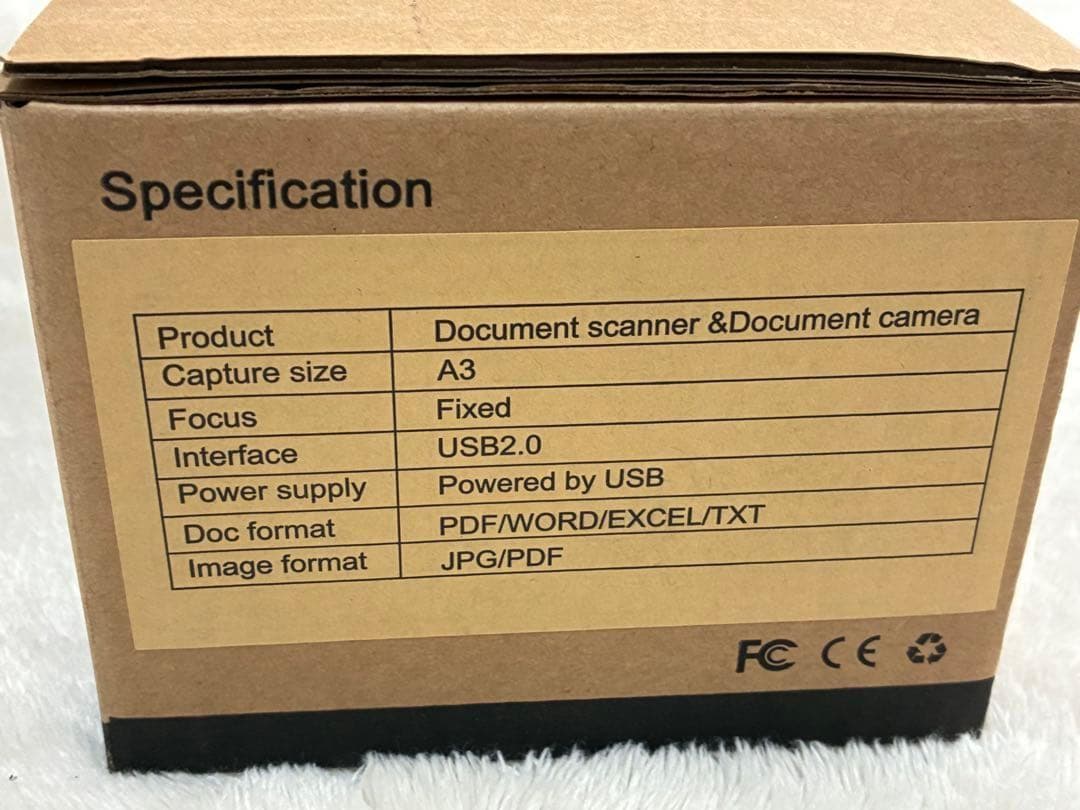 Specification
Product Document scanner &Document camera
Capture size A3
Focus Fixed
Interface USB2.0
Power supply Powered by USB
Doc format PDF/WORD/EXCEL/TXT
Image format JPG/PDF
FC CE